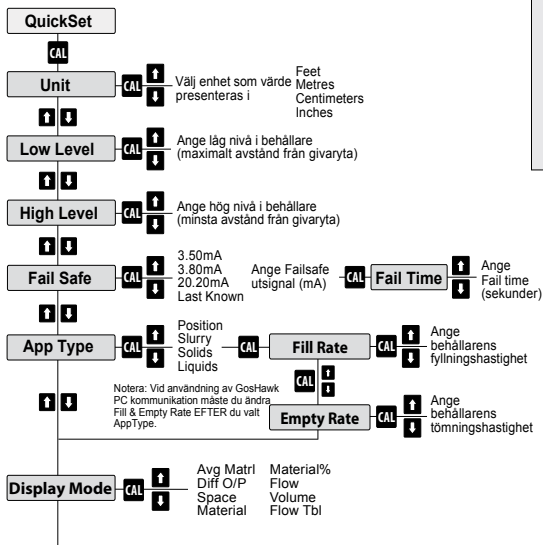 QuickSet
CAL
Unit
CAL
Välj enhet som värde
presenteras i
Feet
Metres
Centimeters
Inches
Low Level
CAL
Ange låg nivå i behållare
(maximalt avstånd från givaryta)
High Level
CAL
Ange hög nivå i behållare
(minsta avstånd från givaryta)
Fail Safe
CAL
3.50mA
3.80mA
20.20mA
Last Known
Ange Failsafe
utsignal (mA)
CAL
Fail Time
Ange
Fail time
(sekunder)
App Type
CAL
Position
Slurry
Solids
Liquids
CAL
Fill Rate
CAL
Ange
behållarens
fyllningshastighet
CAL
Notera: Vid användning av GosHawk
PC kommunikation måste du ändra
Fill & Empty Rate EFTER du valt
AppType.
Empty Rate
CAL
Ange
behållarens
tömningshastighet
Display Mode
CAL
Avg Matrl Material%
Diff O/P Flow
Space Volume
Material Flow Tbl